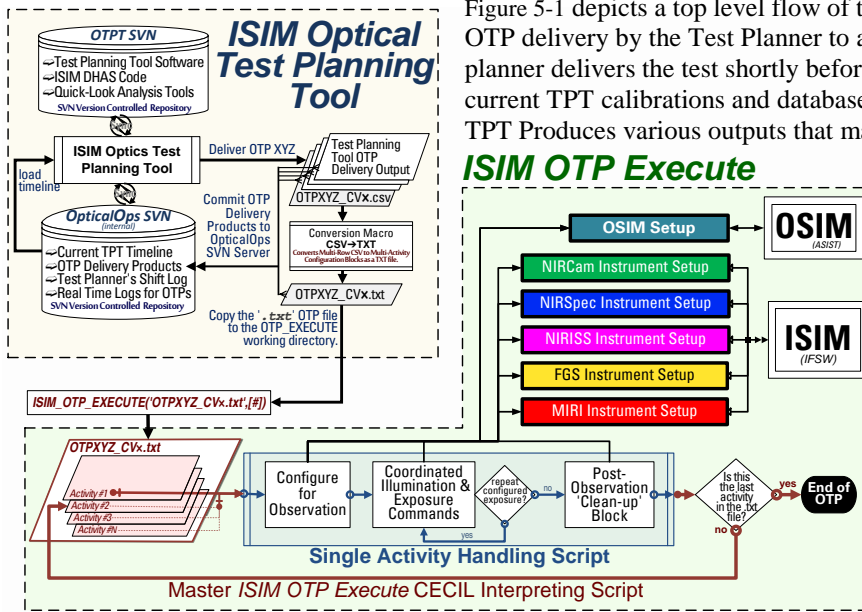 Figure 5-1 depicts a top level flow of t
OTP delivery by the Test Planner to a
planner delivers the test shortly befor
current TPT calibrations and database
TPT Produces various outputs that ma
ISIM Optical
Test Planning
Tool
OTPT SVN
Test Planning Tool Software
ISIM DHAS Code
Quick-Look Analysis Tools
SVN Version Controlled Repository
ISIM Optics Test
Planning Tool
load
timeline
Deliver OTP XYZ
Test Planning
Tool OTP
Delivery Output
OTPXYZ_CVx.csv
Commit OTP
Delivery
Products to
OpticalOps
SVN Server
OpticalOps SVN
(internal)
Current TPT Timeline
OTP Delivery Products
Test Planner's Shift Log
Real Time Logs for OTPs
SVN Version Controlled Repository
Conversion Macro
CSV→TXT
Converts Multi-Row CSV to Multi-Activity
Configuration Blocks as a TXT file.
OTPXYZ_CVx.txt
Copy the '.txt' OTP file
to the OTP_EXECUTE
working directory.
ISIM OTP Execute
OSIM Setup
OSIM
(ASIST)
NIRCam Instrument Setup
NIRSpec Instrument Setup
NIRISS Instrument Setup
FGS Instrument Setup
MIRI Instrument Setup
ISIM
(IFSW)
ISIM_OTP_EXECUTE('OTPXYZ_CVx.txt',[#])
OTPXYZ_CVx.txt
Activity #1
Activity #2
Activity #3
Activity #N
Configure
for
Observation
Coordinated
Illumination &
Exposure
Commands
repeat
configured
exposure?
no
yes
Post-
Observation
'Clean-up'
Block
Is this
the last
activity
in the .txt
file?
yes
no
End of
OTP
Single Activity Handling Script
Master ISIM OTP Execute CECIL Interpreting Script